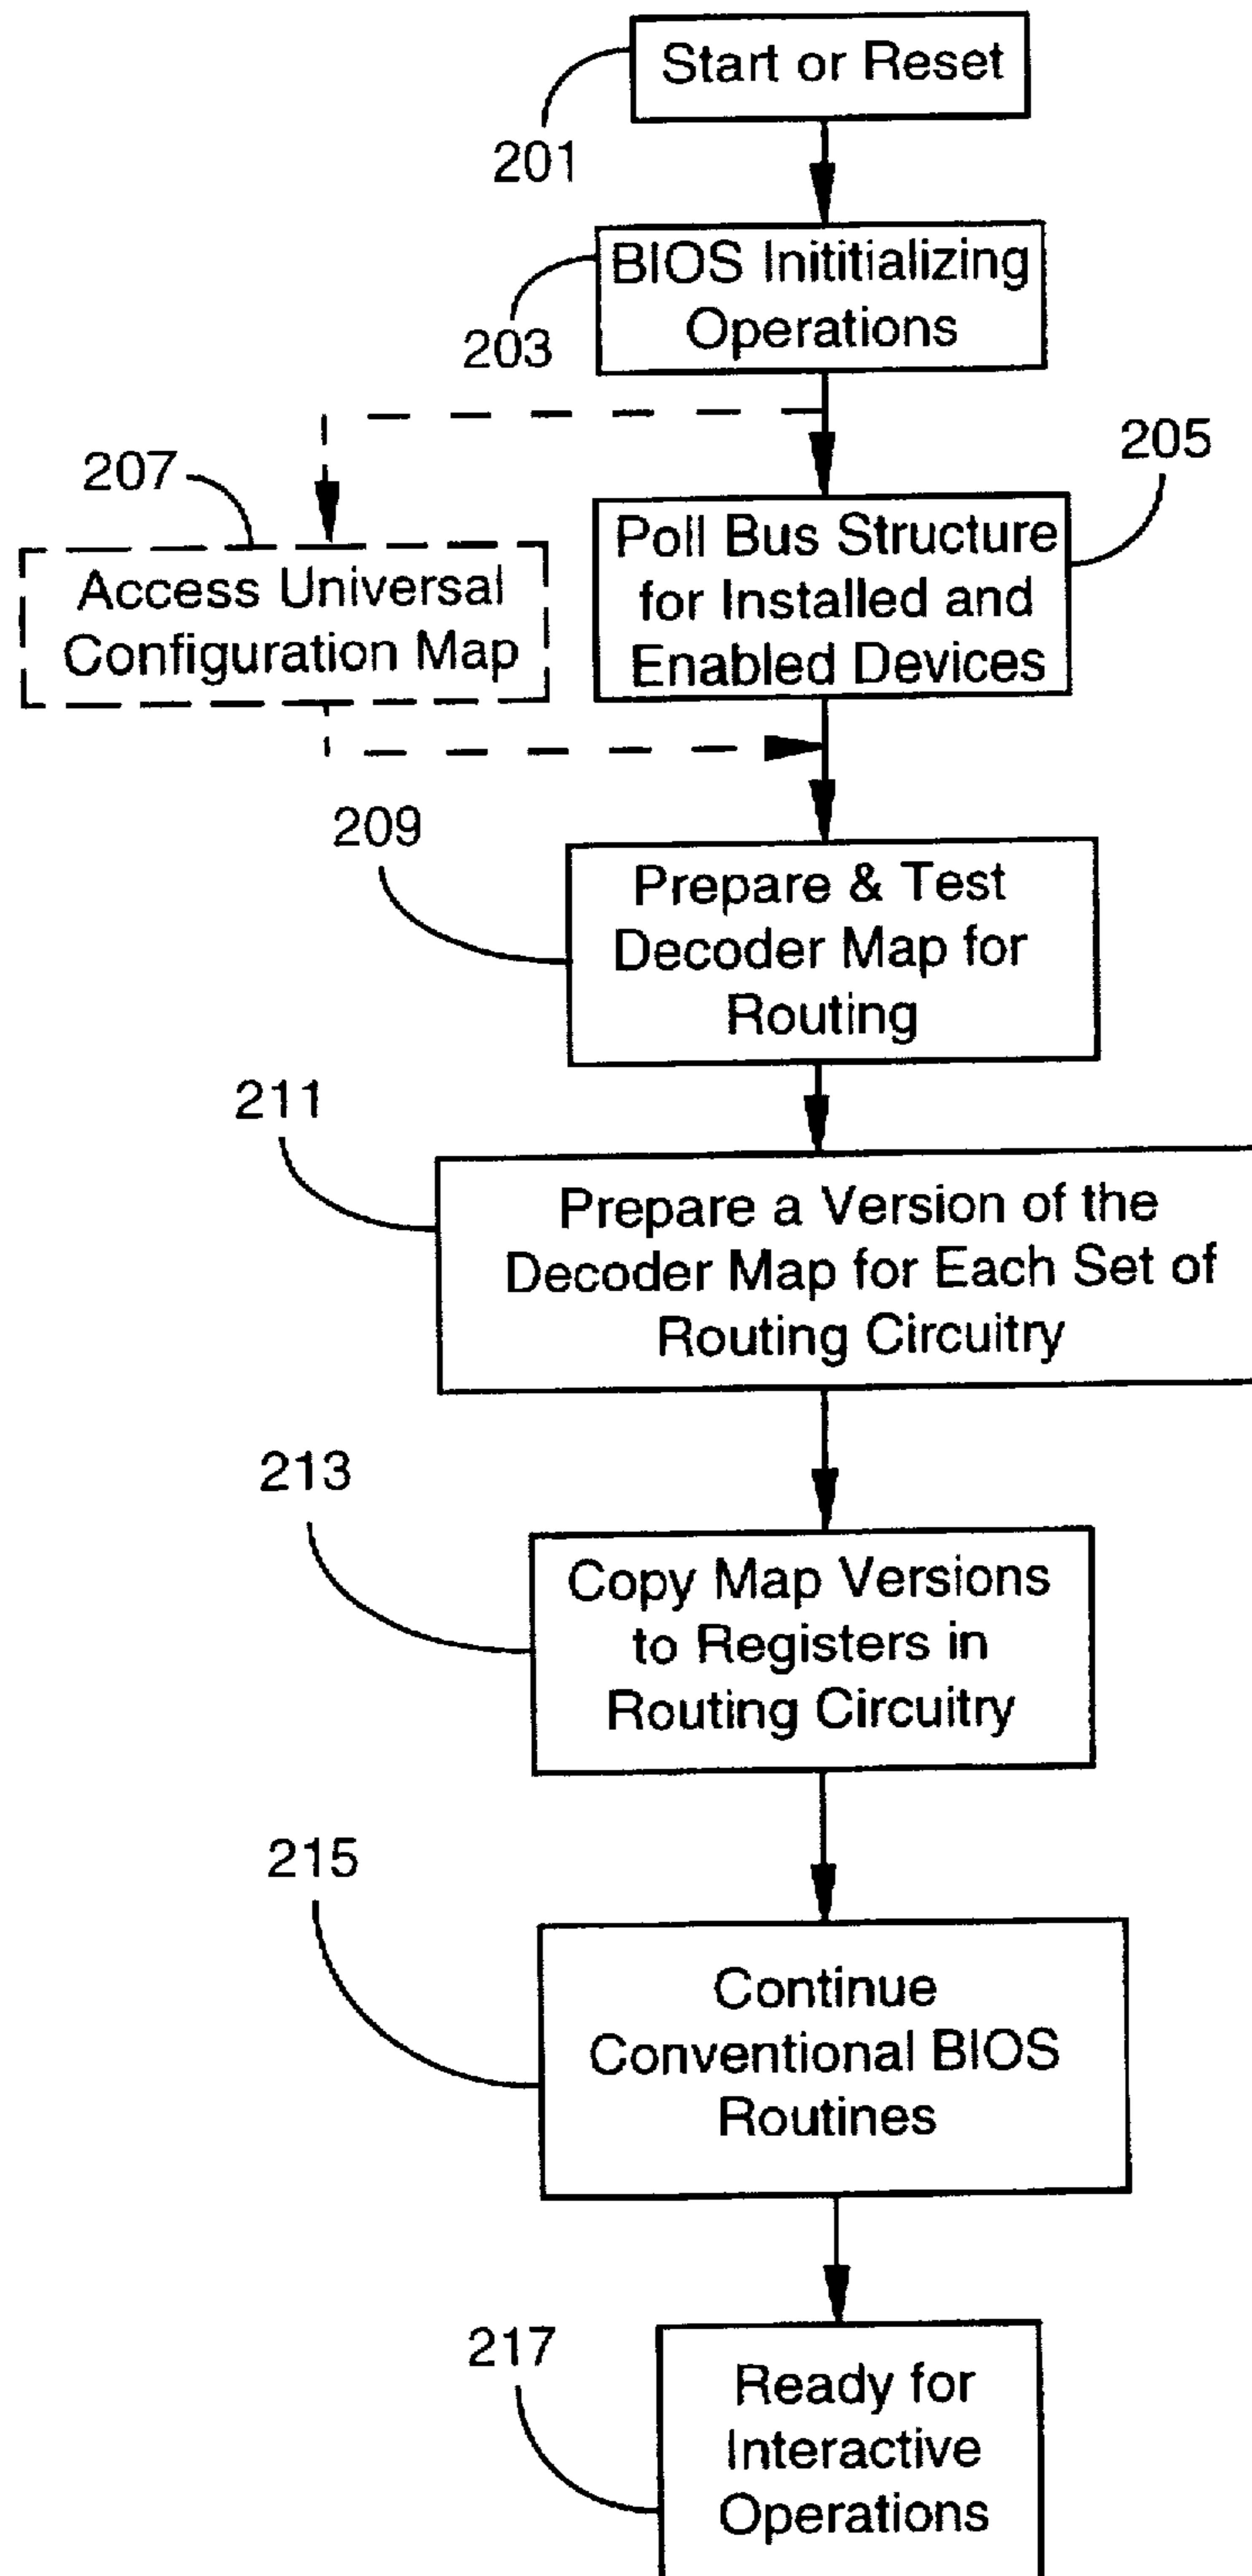 Start or Reset
201
BIOS Inititializing
Operations
203
205
207
Poll Bus Structure
for Installed and
Enabled Devices
Access Universal
Configuration Map
209
Prepare & Test
Decoder Map for
Routing
211
Prepare a Version of the
Decoder Map for Each Set of
Routing Circuitry
213
Copy Map Versions
to Registers in
Routing Circuitry
215
Continue
Conventional BIOS
Routines
217
Ready for
Interactive
Operations